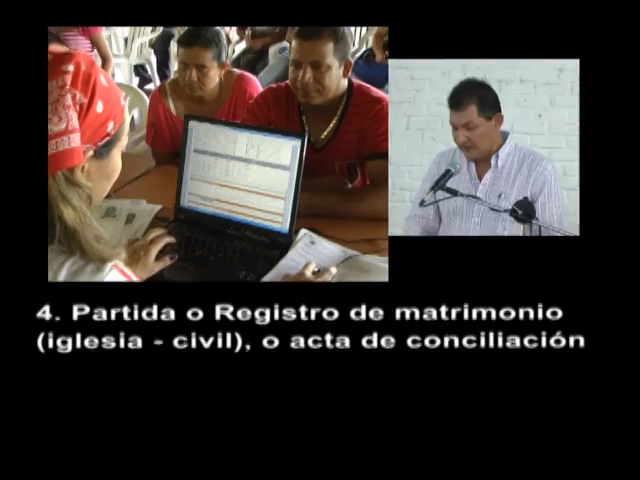 4. Partida o Registro de matrimonio
(iglesia - civil), o acta de conciliación